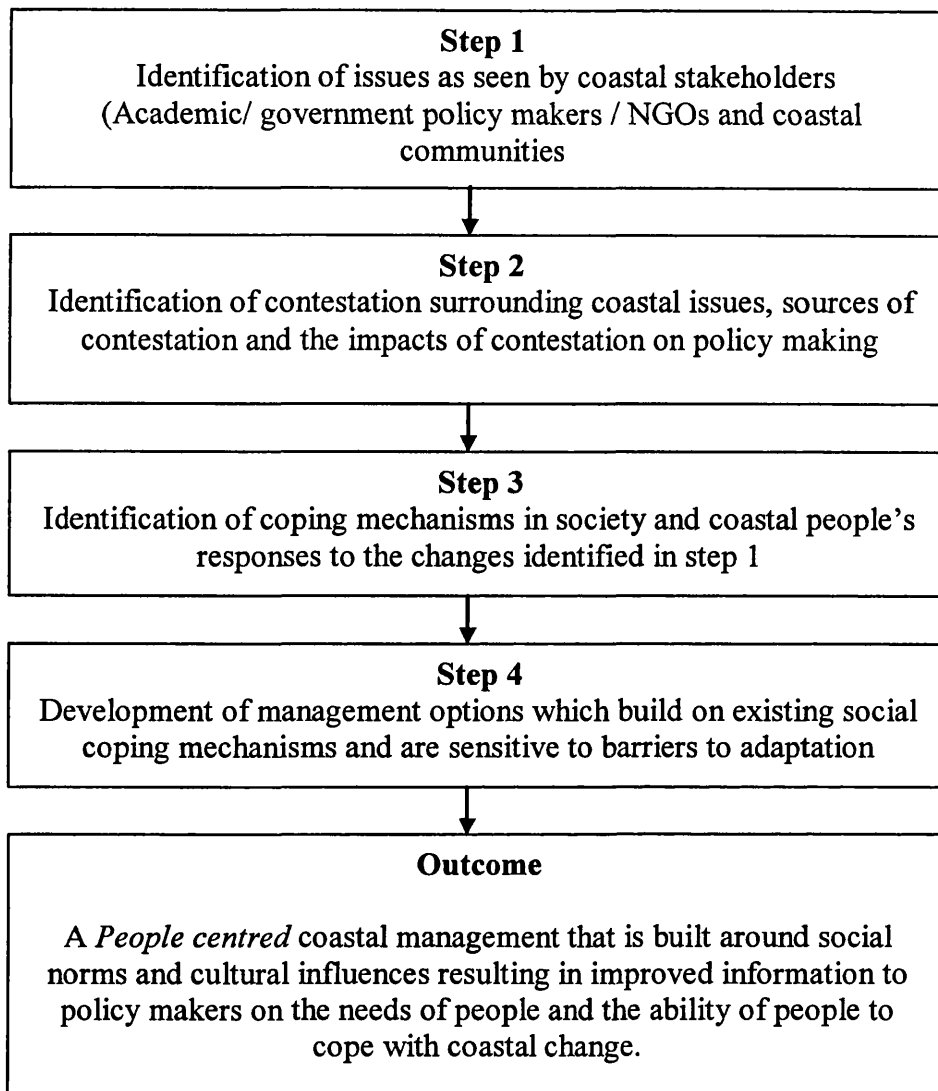 Step 1
Identification of issues as seen by coastal stakeholders
(Academic/ government policy makers / NGOs and coastal
communities
Step 2
Identification of contestation surrounding coastal issues, sources of
contestation and the impacts of contestation on policy making
Step 3
Identification of coping mechanisms in society and coastal people's
responses to the changes identified in step 1
Step 4
Development of management options which build on existing social
coping mechanisms and are sensitive to barriers to adaptation
Outcome
A People centred coastal management that is built around social
norms and cultural influences resulting in improved information to
policy makers on the needs of people and the ability of people to
cope with coastal change.